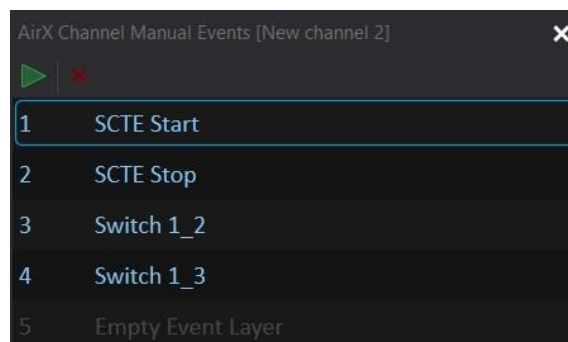 AirX Channel Manual Events [New channel 2]
1 SCTE Start
2 SCTE Stop
3 Switch 1_2
4 Switch 1_3
5 Empty Event Layer